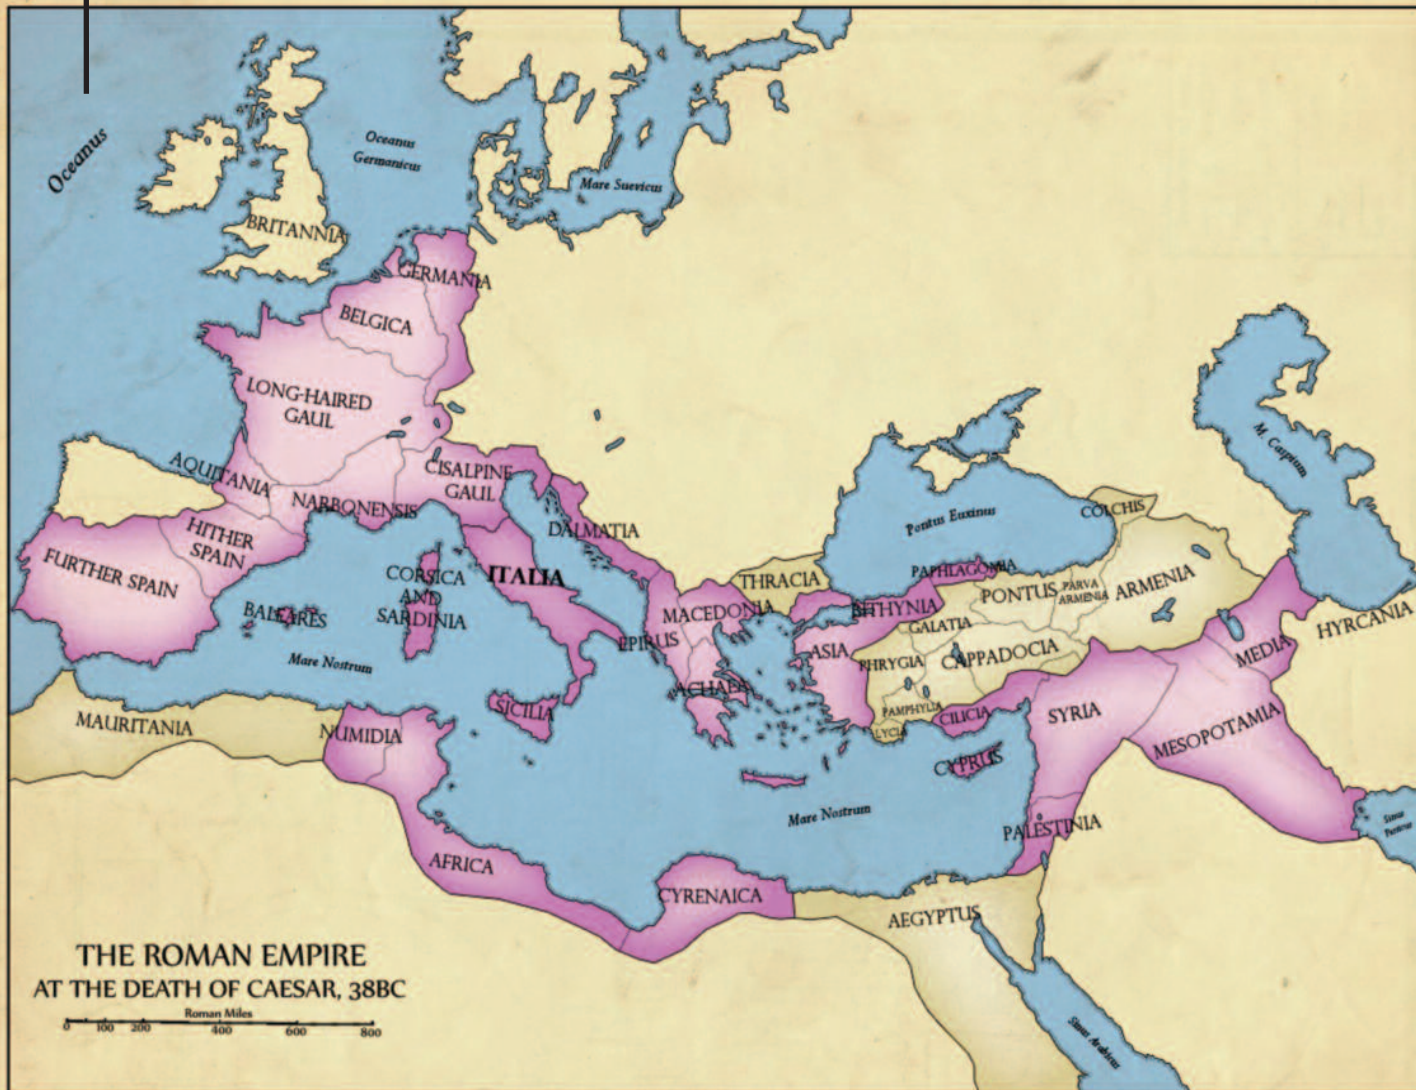 Oceanus
Oceanus
Germanicus
Mare Suevicus
BRITANNIA
GERMANIA
BELGICA
LONG-HAIRED
GAUL
AQUITANIA
NARBONENSIS
CISALPINE
GAUL
HITHER
SPAIN
FURTHER SPAIN
DALMATIA
CORSICA
AND
SARDINIA
ITALIA
BALEARES
Mare Nostrum
MACEDONIA
EPIRUS
ACHAEA
THRACIA
Pontus Euxinus
M. Caspium
COLCHIS
PAPHLAGOMIA
BITHYNIA
PONTUS
PARVA
ARMENIA
ARMENIA
GALATIA
ASIA
PHRYGIA
CAPPADOCIA
PAMPHYLIA
LYCIA
CILICIA
SYRIA
MEDIA
HYRCANIA
MESOPOTAMIA
CYPRUS
SICILIA
MAURITANIA
NUMIDIA
Mare Nostrum
PALESTINIA
AFRICA
CYRENAICA
AEGYPTUS
Sinus Arabicus
Sinus
THE ROMAN EMPIRE
AT THE DEATH OF CAESAR, 38BC
Roman Miles
0 100 200 400 600 800